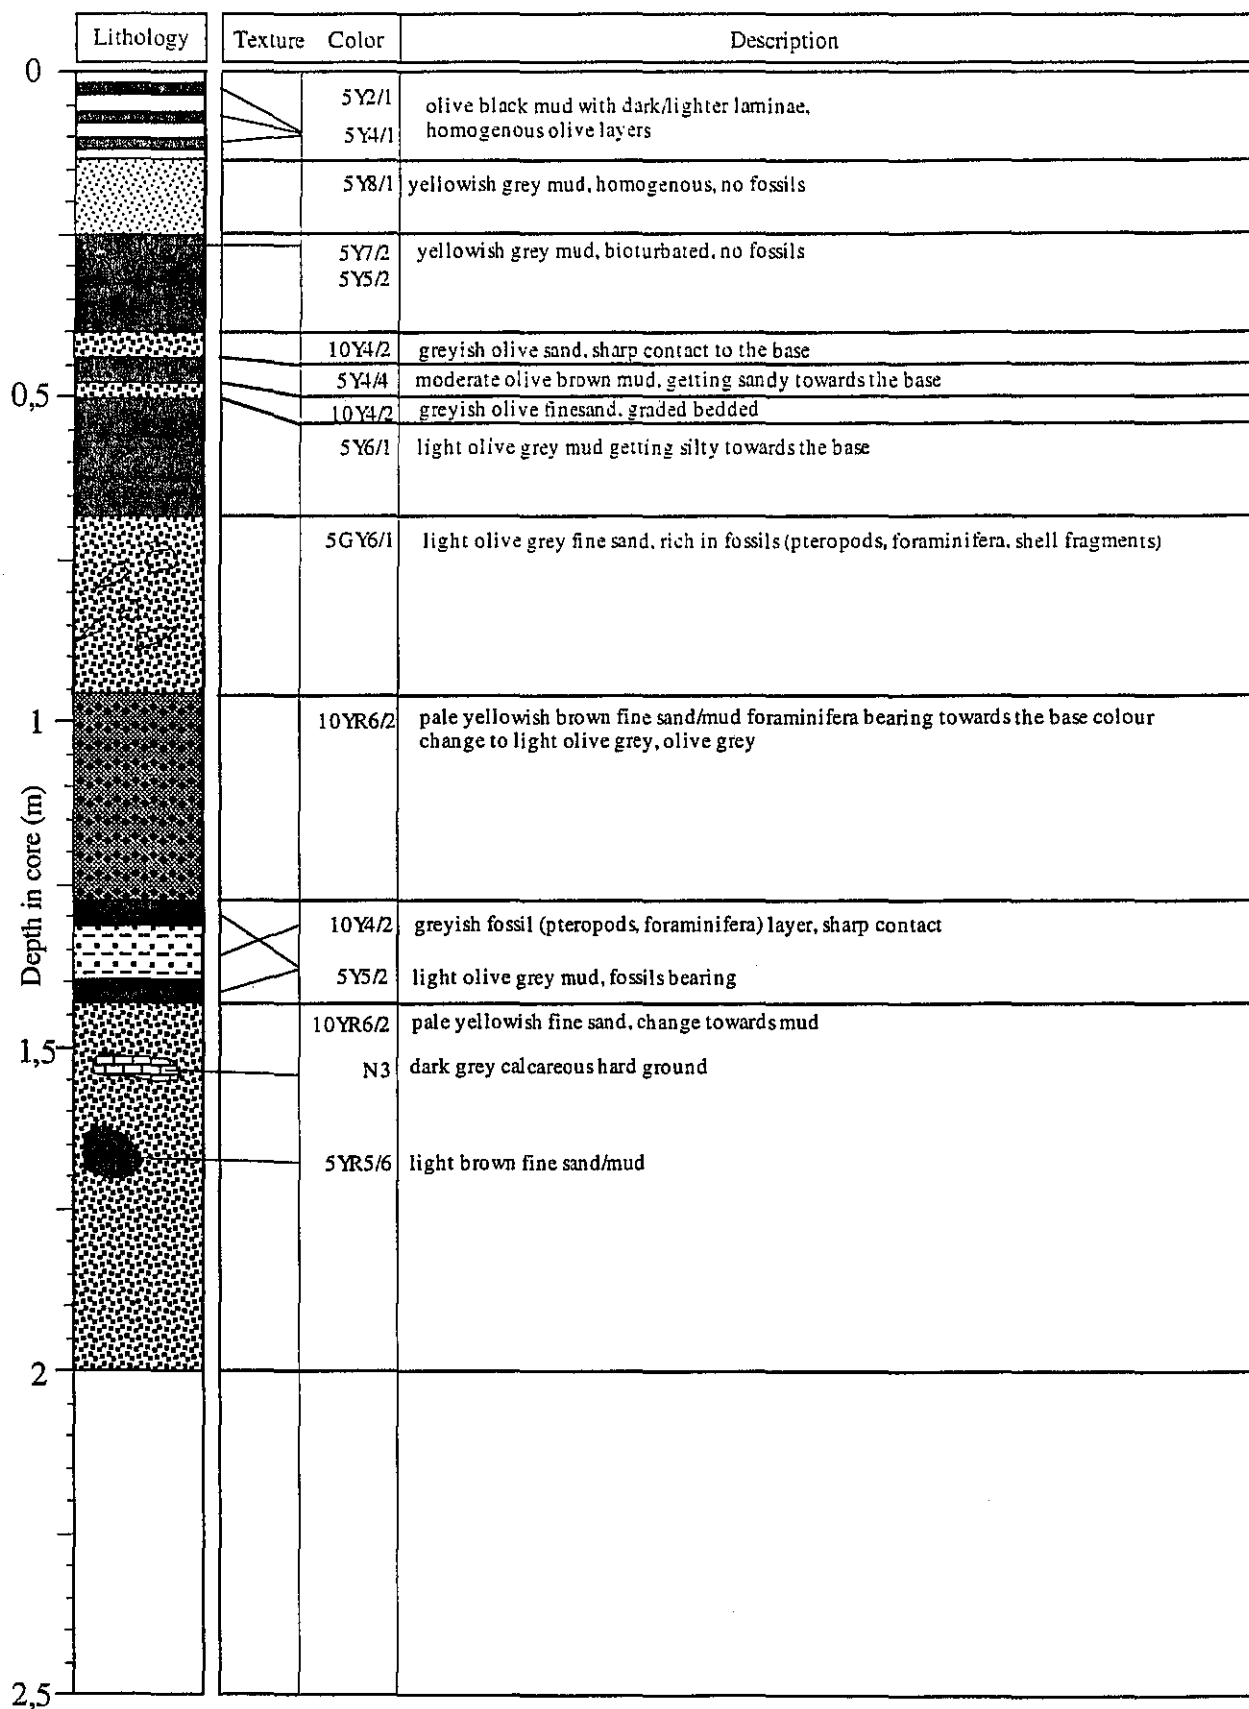 Lithology Texture Color Description
0
5Y2/1
olive black mud with dark/lighter laminae,
5Y4/1 homogenous olive layers
5Y8/1 yellowish grey mud, homogenous, no fossils
5Y7/2 yellowish grey mud, bioturbated, no fossils
5Y5/2
10Y4/2 greyish olive sand, sharp contact to the base
5Y4/4 moderate olive brown mud, getting sandy towards the base
0,5
10Y4/2 greyish olive finesand, graded bedded
5Y6/1 light olive grey mud getting silty towards the base
5GY6/1 light olive grey fine sand, rich in fossils (pteropods, foraminifera, shell fragments)
1
10YR6/2 pale yellowish brown fine sand/mud foraminifera bearing towards the base colour
change to light olive grey, olive grey
Depth in core (m)
10Y4/2 greyish fossil (pteropods, foraminifera) layer, sharp contact
5Y5/2 light olive grey mud, fossils bearing
10YR6/2 pale yellowish fine sand, change towards mud
1,5
N3 dark grey calcareous hard ground
5YR5/6 light brown fine sand/mud
2
2,5